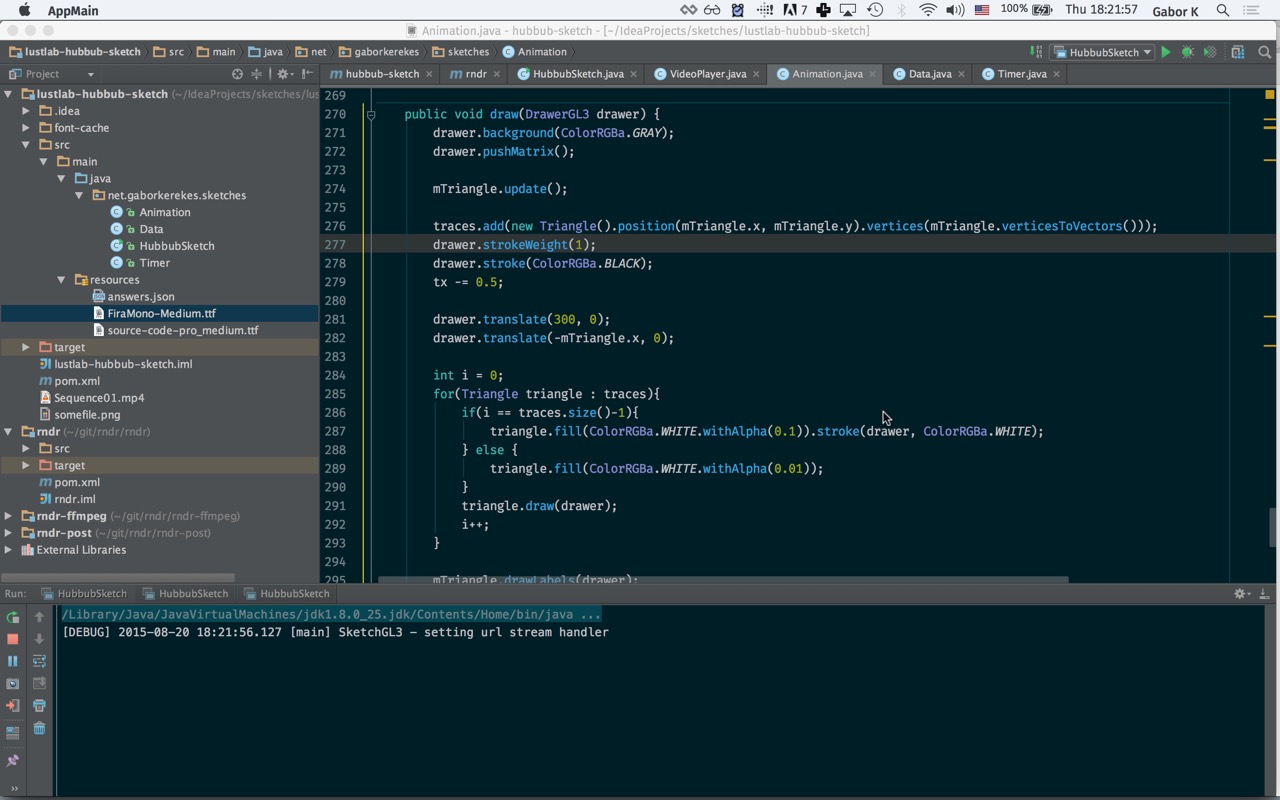 AppMain 7 100% Thu 18:21:57 Gabor K
Animation.java - hubbub-sketch - [~/IdeaProjects/sketches/lustlab-hubbub-sketch]
lustlab-hubbub-sketch src main java net gaborkerekes sketches Animation HubbubSketch
Project hubbub-sketch rndr HubbubSketch.java VideoPlayer.java Animation.java Data.java Timer.java
lustlab-hubbub-sketch (~/IdeaProjects/sketches/lus
.idea
font-cache
src
main
java
net.gaborkerekes.sketches
Animation
Data
HubbubSketch
Timer
resources
answers.json
FiraMono-Medium.ttf
source-code-pro_medium.ttf
target
lustlab-hubbub-sketch.iml
pom.xml
Sequence01.mp4
somefile.png
rndr (~/git/rndr/rndr)
src
target
pom.xml
rndr.iml
rndr-ffmpeg (~/git/rndr/rndr-ffmpeg)
rndr-post (~/git/rndr/rndr-post)
External Libraries
269
270 public void draw(DrawerGL3 drawer) {
271 drawer.background(ColorRGBa.GRAY);
272 drawer.pushMatrix();
273
274 mTriangle.update();
275
276 traces.add(new Triangle().position(mTriangle.x, mTriangle.y).vertices(mTriangle.verticesToVectors()));
277 drawer.strokeWeight(1);
278 drawer.stroke(ColorRGBa.BLACK);
279 tx -= 0.5;
280
281 drawer.translate(300, 0);
282 drawer.translate(-mTriangle.x, 0);
283
284 int i = 0;
285 for(Triangle triangle : traces){
286 if(i == traces.size()-1){
287 triangle.fill(ColorRGBa.WHITE.withAlpha(0.1)).stroke(drawer, ColorRGBa.WHITE);
288 } else {
289 triangle.fill(ColorRGBa.WHITE.withAlpha(0.01));
290 }
291 triangle.draw(drawer);
292 i++;
293 }
294
295 mTriangle.drawLabels(drawer);
Run: HubbubSketch HubbubSketch HubbubSketch
/Library/Java/JavaVirtualMachines/jdk1.8.0_25.jdk/Contents/Home/bin/java ...
[DEBUG] 2015-08-20 18:21:56.127 [main] SketchGL3 - setting url stream handler